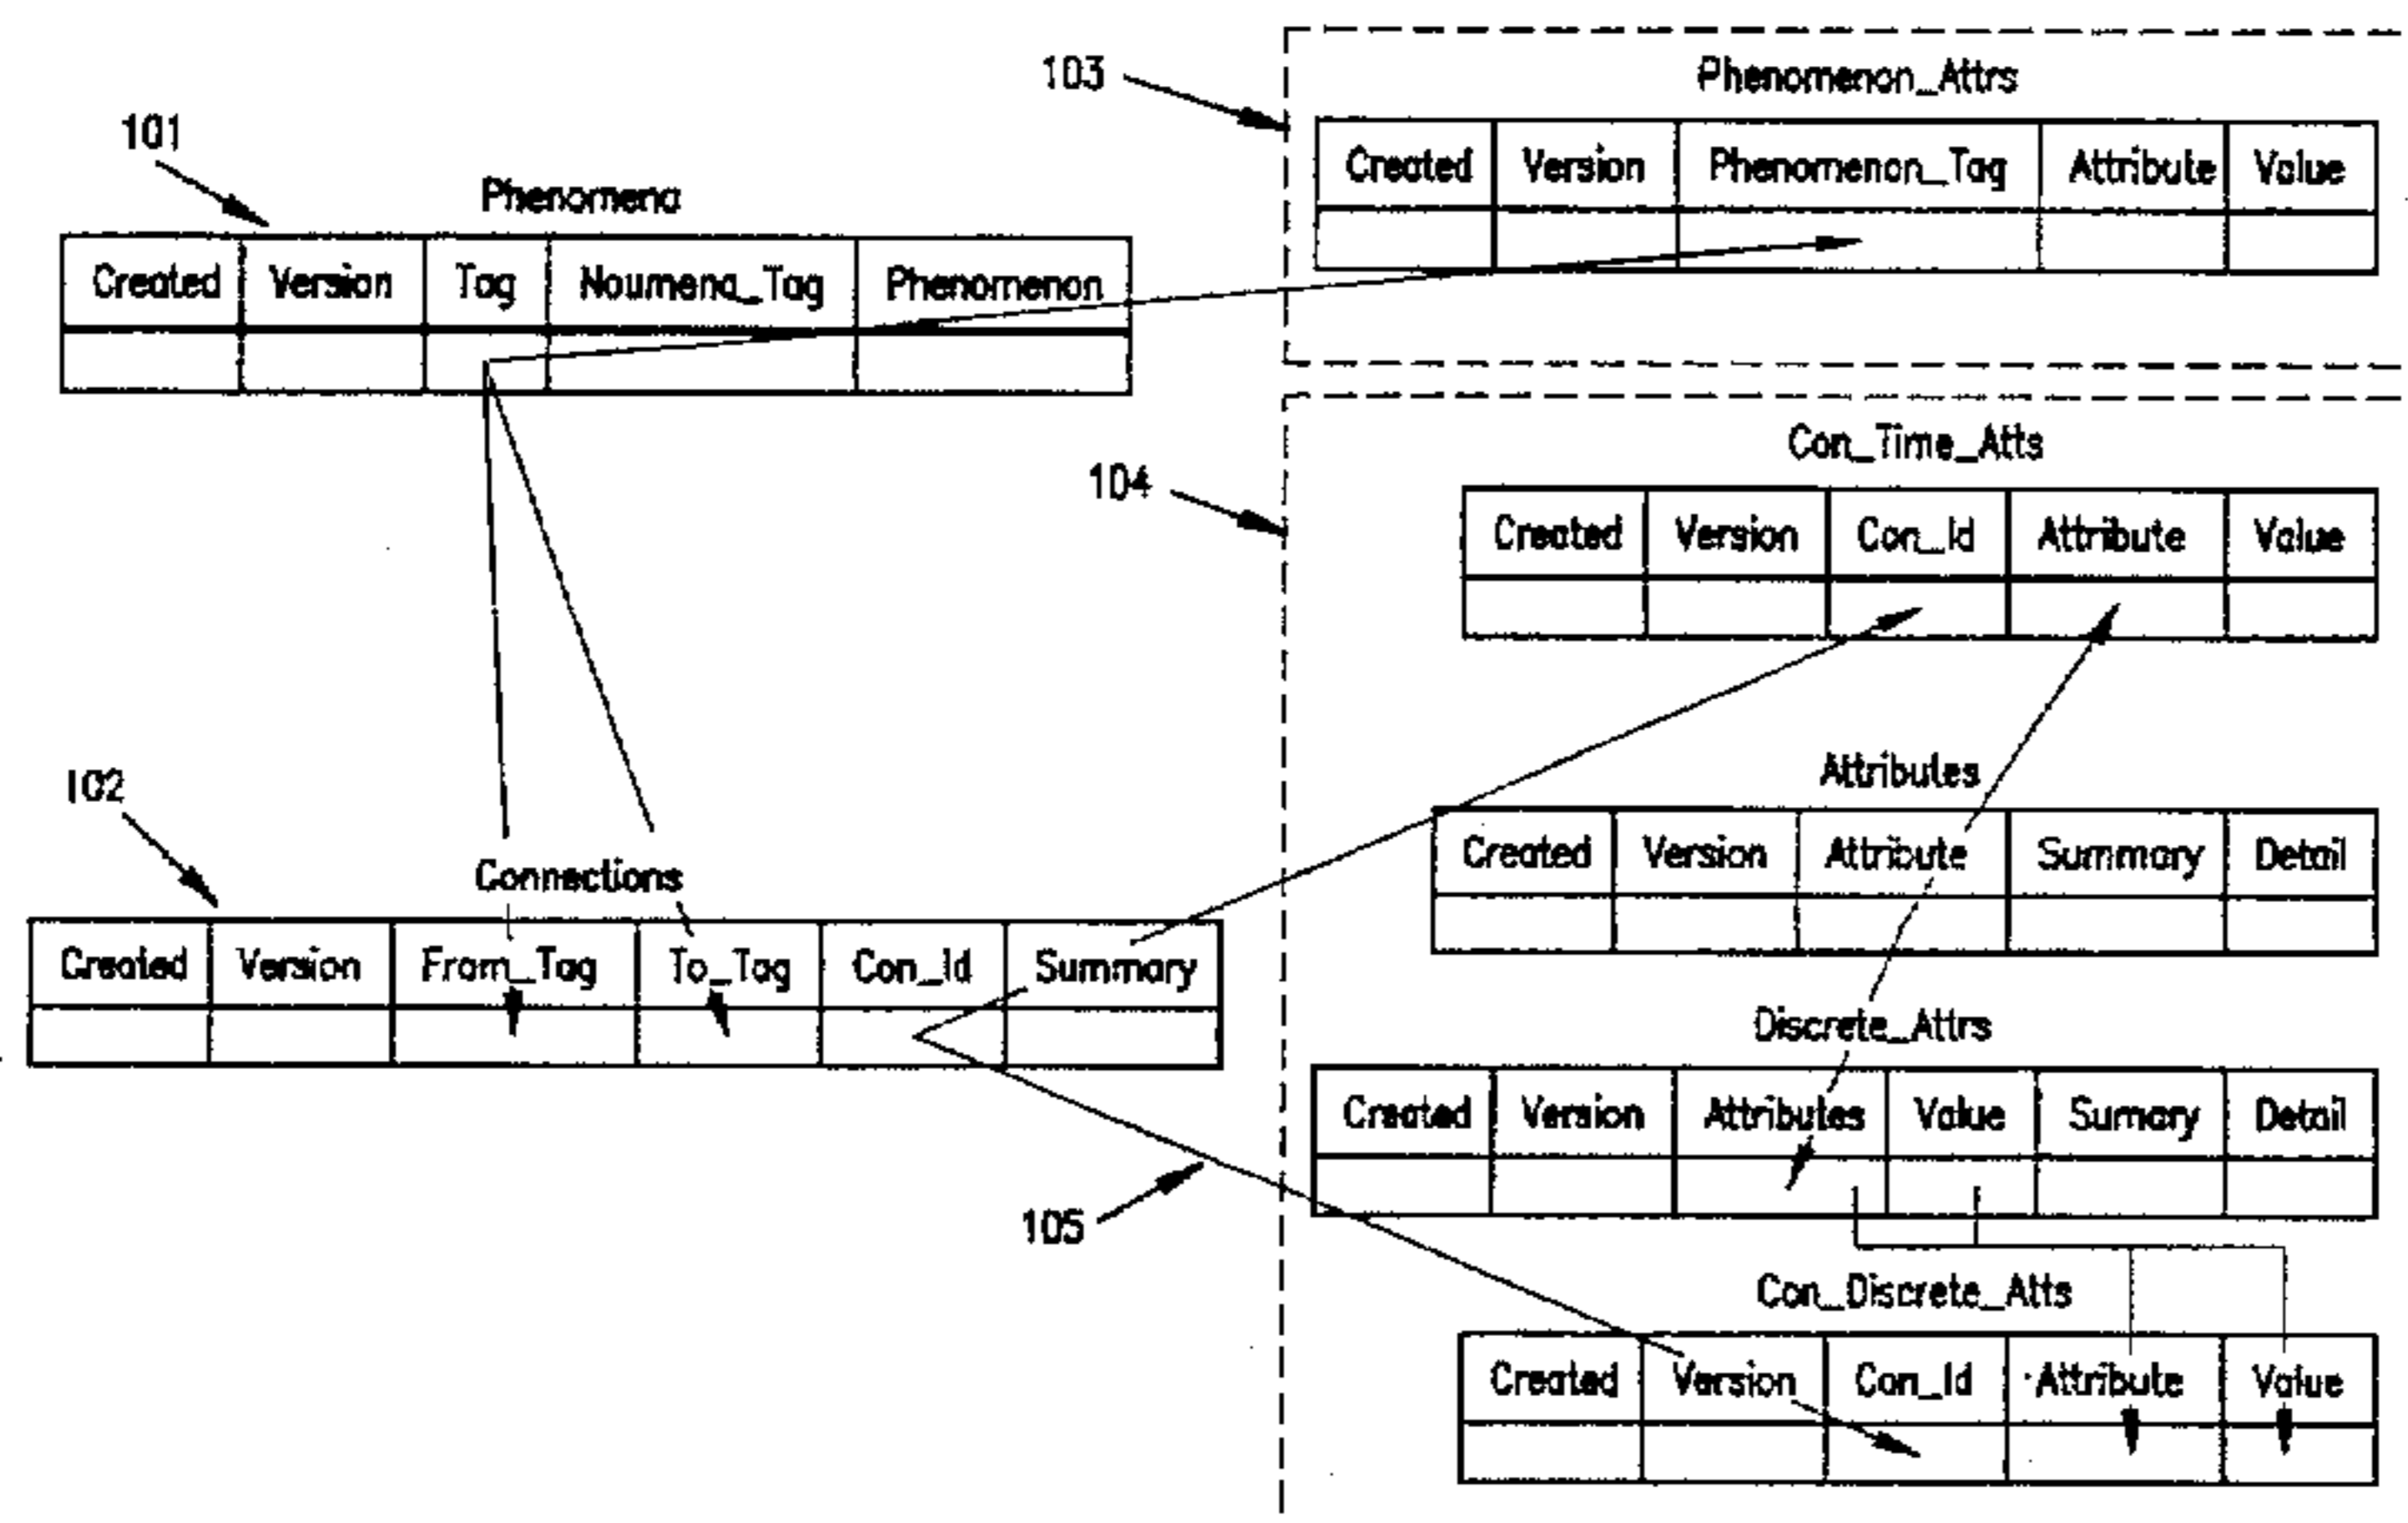 103
Phenomenon_Attrs
Created Version Phenomenon_Tag Attribute Value
101
Phenomena
Created Version Tag Noumena_Tag Phenomenon
104
Con_Time_Atts
Created Version Con_Id Attribute Value
102
Connections
Created Version From_Tag To_Tag Con_Id Summary
Attributes
Created Version Attribute Summary Detail
Discrete_Attrs
Created Version Attributes Value Sumary Detail
105
Con_Discrete_Atts
Created Version Con_Id Attribute Value